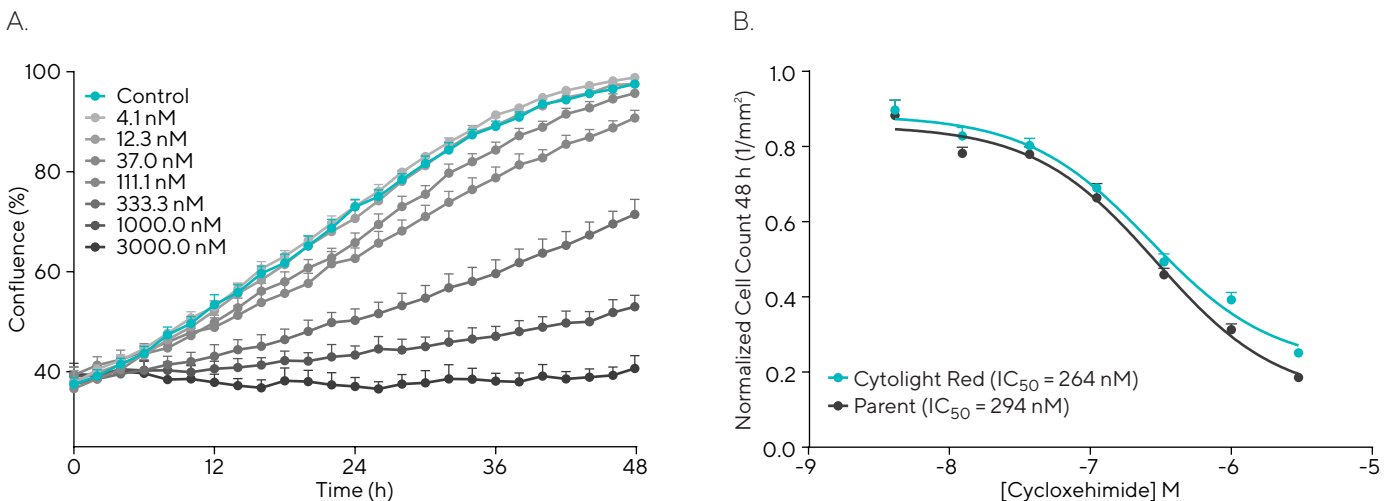 A.
Confluence (%)
100
80
60
40
Control
4.1 nM
12.3 nM
37.0 nM
111.1 nM
333.3 nM
1000.0 nM
3000.0 nM
0 12 24 36 48
Time (h)
B.
Normalized Cell Count 48 h (1/mm²)
1.0
0.8
0.6
0.4
0.2
0.0
Cytolight Red (IC₅₀ = 264 nM)
Parent (IC₅₀ = 294 nM)
-9 -8 -7 -6 -5
[Cycloxehimide] M